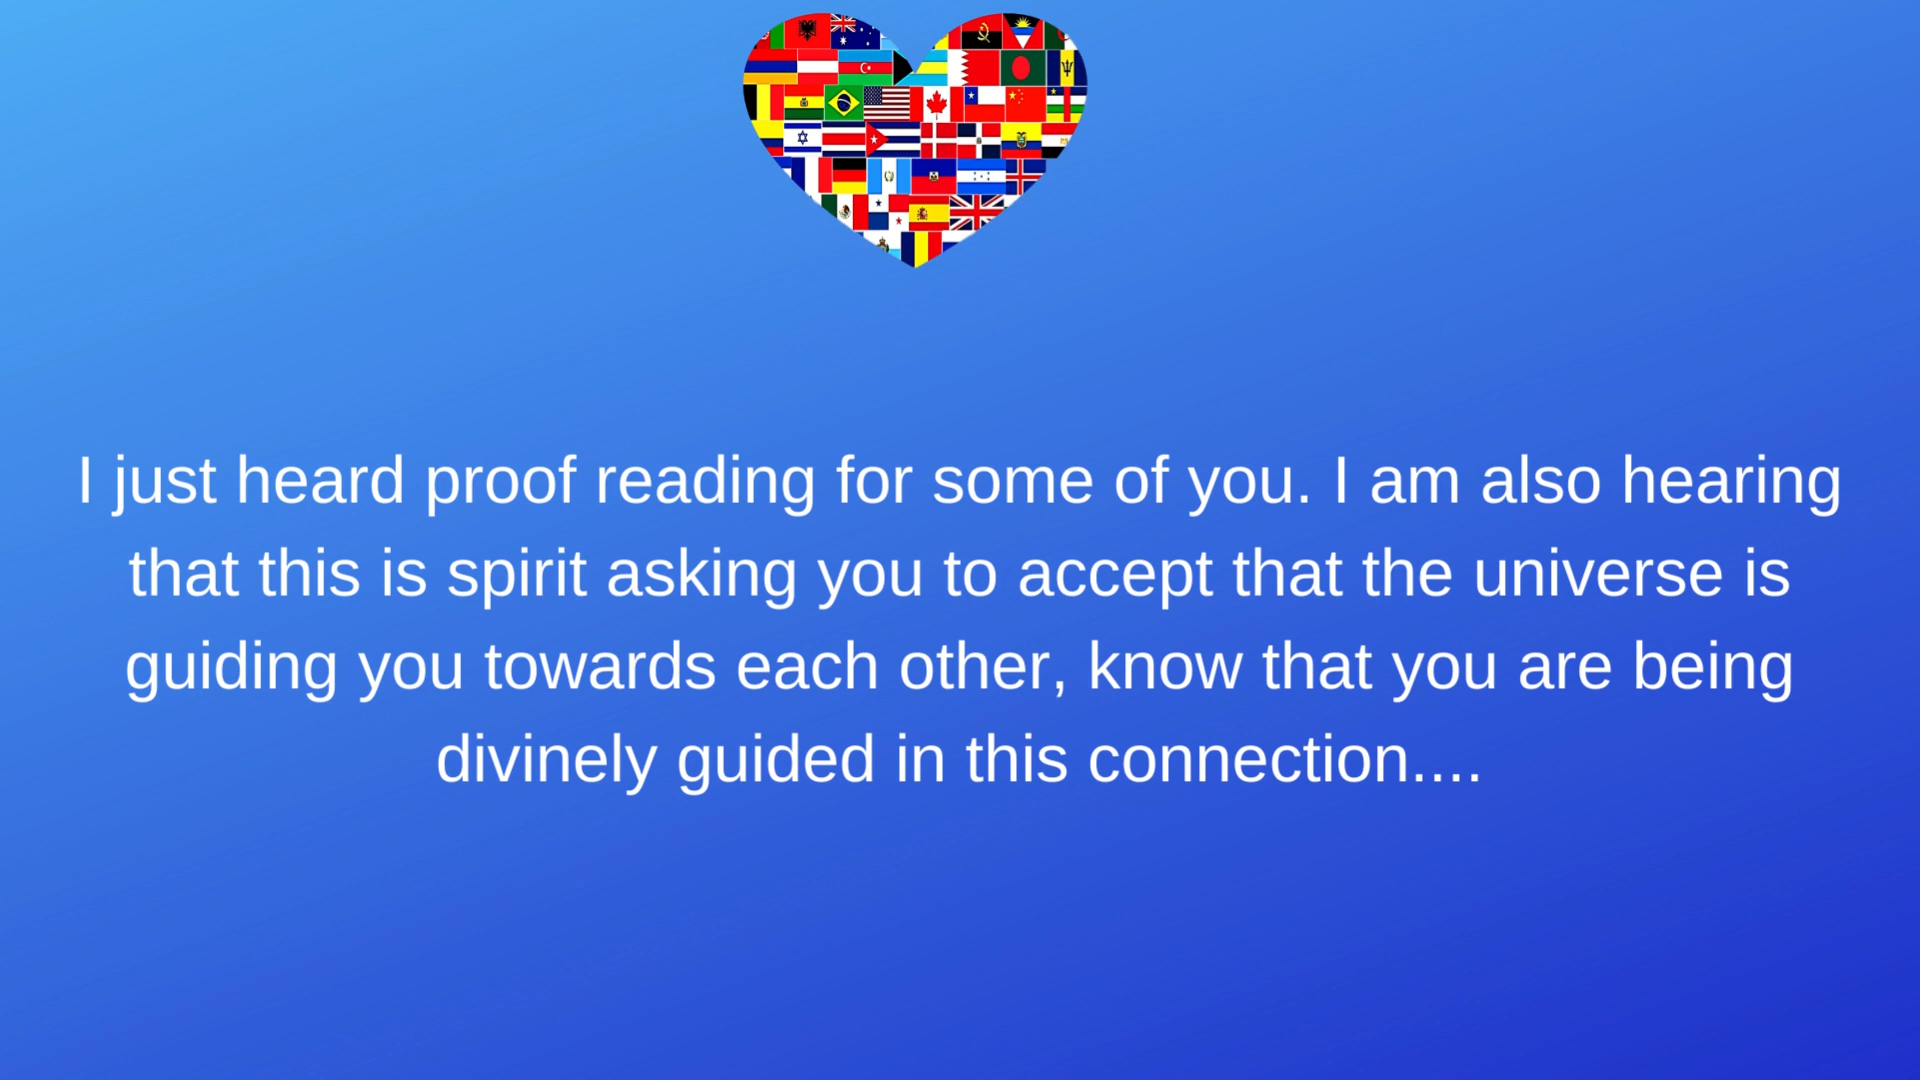 I just heard proof reading for some of you. I am also hearing
that this is spirit asking you to accept that the universe is
guiding you towards each other, know that you are being
divinely guided in this connection....